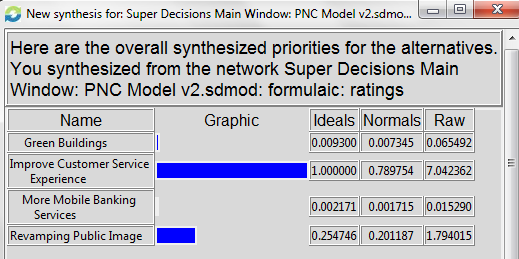 New synthesis for: Super Decisions Main Window: PNC Model v2.sdmo...
Here are the overall synthesized priorities for the alternatives.
You synthesized from the network Super Decisions Main
Window: PNC Model v2.sdmod: formulaic: ratings
Name Graphic Ideals Normals Raw
Green Buildings 0.009300 0.007345 0.065492
Improve Customer Service
Experience 1.000000 0.789754 7.042362
More Mobile Banking
Services 0.002171 0.001715 0.015290
Revamping Public Image 0.254746 0.201187 1.794015